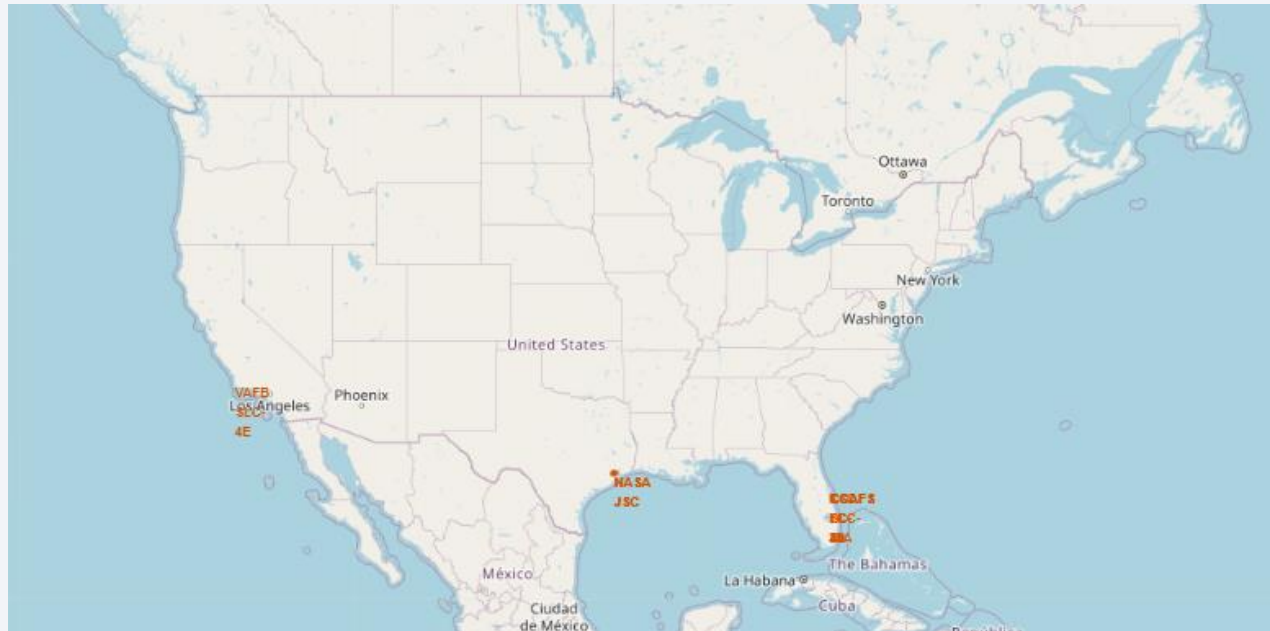 Ottawa
Toronto
New York
Washington
United States
VAFB
Los Angeles
Phoenix
4E
NASA
JSC
The Bahamas
La Habana
México
Cuba
Ciudad
de México